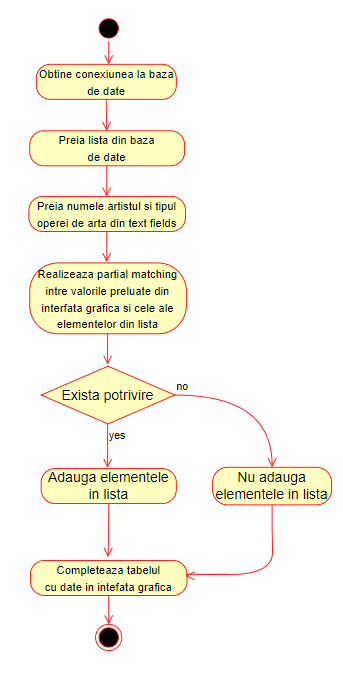 Obtine conexiunea la baza
de date
Preia lista din baza
de date
Preia numele artistul si tipul
operei de arta din text fields
Realizeaza partial matching
intre valorile preluate din
interfata grafica si cele ale
elementelor din lista
Exista potrivire
no
yes
Adauga elementele
in lista
Nu adauga
elementele in lista
Completeaza tabelul
cu date in intefata grafica